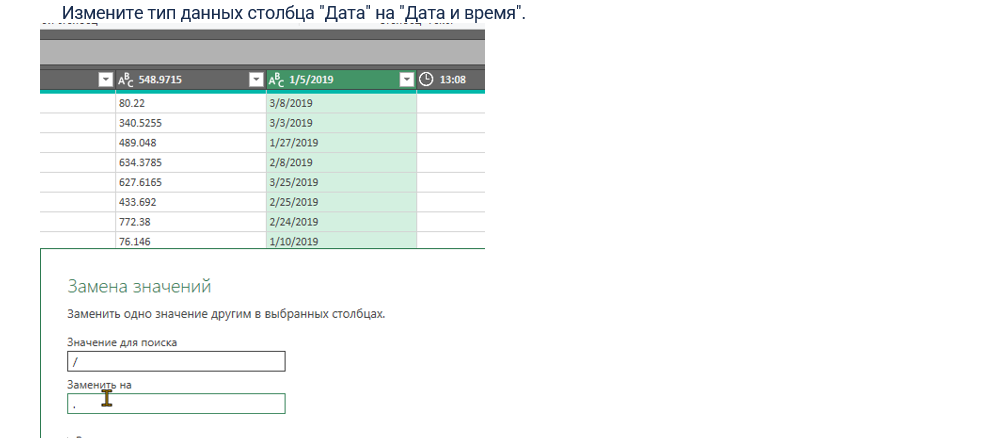 Измените тип данных столбца "Дата" на "Дата и время".
ABC 548.9715 ABC 1/5/2019 13:08
80.22 3/8/2019
340.5255 3/3/2019
489.048 1/27/2019
634.3785 2/8/2019
627.6165 3/25/2019
433.692 2/25/2019
772.38 2/24/2019
76.146 1/10/2019
Замена значений
Заменить одно значение другим в выбранных столбцах.
Значение для поиска
/
Заменить на
.